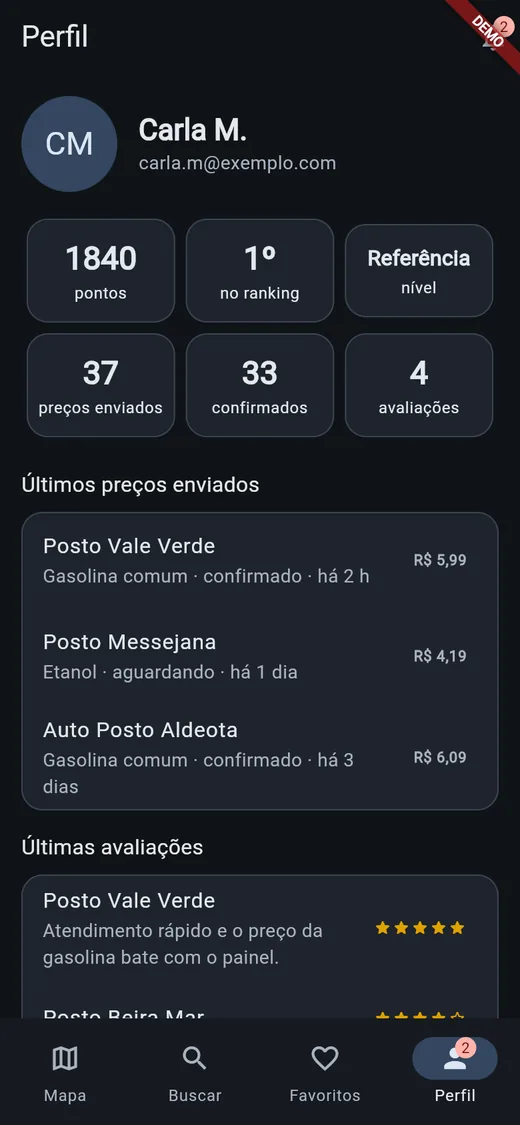 Perfil
DEMO
2
CM
Carla M.
carla.m@exemplo.com
1840
pontos
1º
no ranking
Referência
nível
37
preços enviados
33
confirmados
4
avaliações
Últimos preços enviados
Posto Vale Verde
Gasolina comum · confirmado · há 2 h
R$ 5,99
Posto Messejana
Etanol · aguardando · há 1 dia
R$ 4,19
Auto Posto Aldeota
Gasolina comum · confirmado · há 3
dias
R$ 6,09
Últimas avaliações
Posto Vale Verde
Atendimento rápido e o preço da
gasolina bate com o painel.
Posto Beira Mar
2
Mapa
Buscar
Favoritos
Perfil